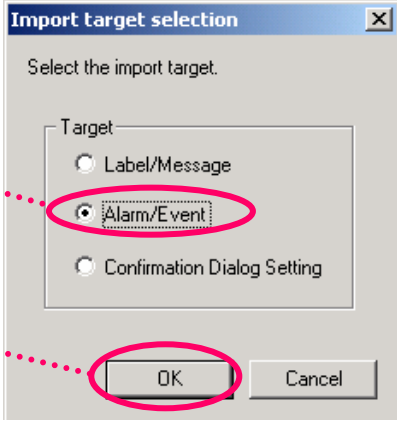 Import target selection
Select the import target.
Target
Label/Message
Alarm/Event
Confirmation Dialog Setting
OK
Cancel